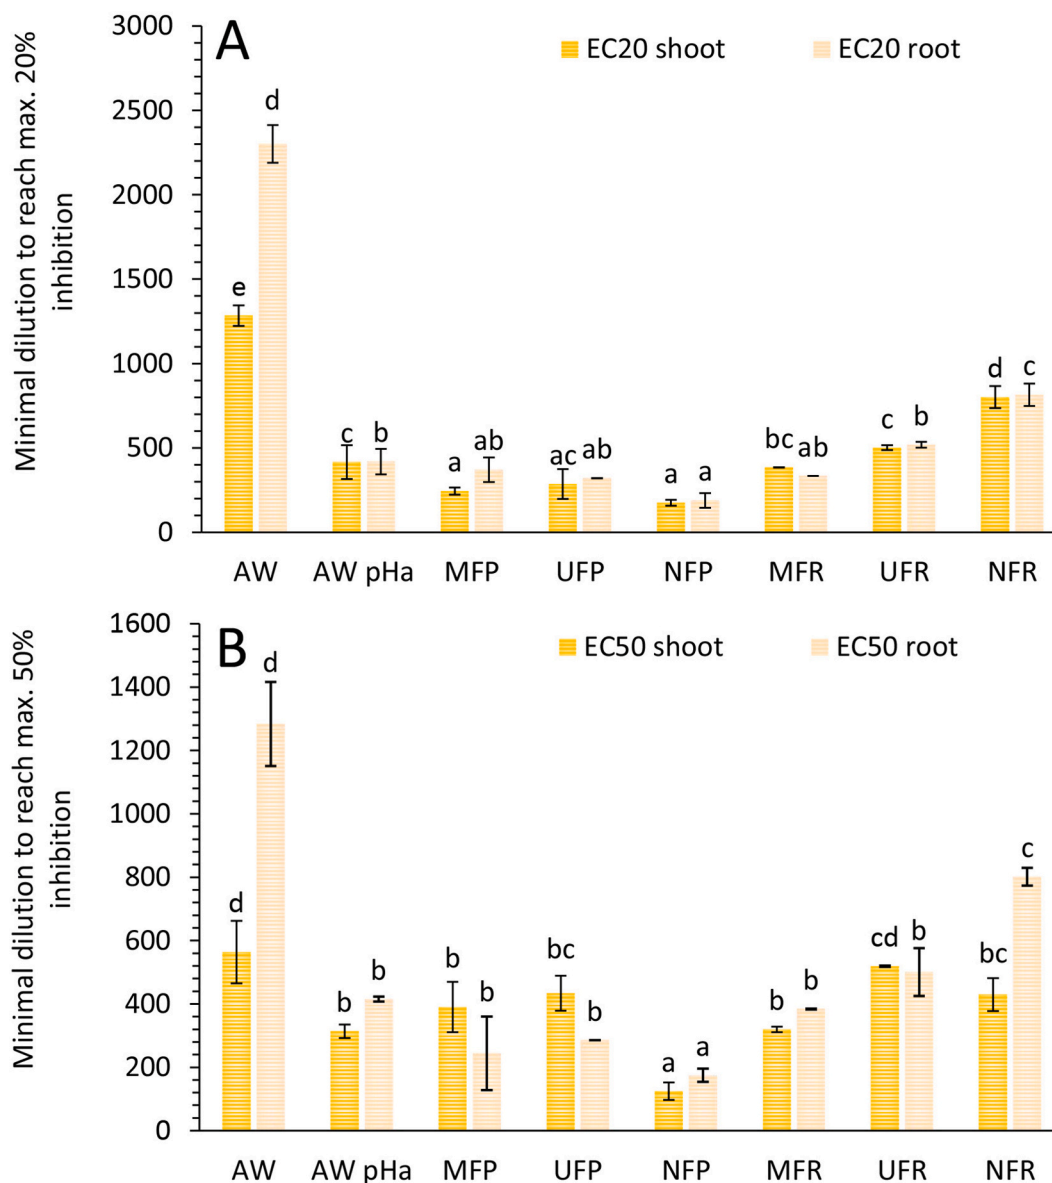 A
EC20 shoot EC20 root
Minimal dilution to reach max. 20%
inhibition
3000
2500
2000
1500
1000
500
0
e d c b a ab ac ab a a bc ab c b d c
AW AW pHa MFP UFP NFP MFR UFR NFR
B
EC50 shoot EC50 root
Minimal dilution to reach max. 50%
inhibition
1600
1400
1200
1000
800
600
400
200
0
d d b b b b bc b a a b b cd b bc c
AW AW pHa MFP UFP NFP MFR UFR NFR